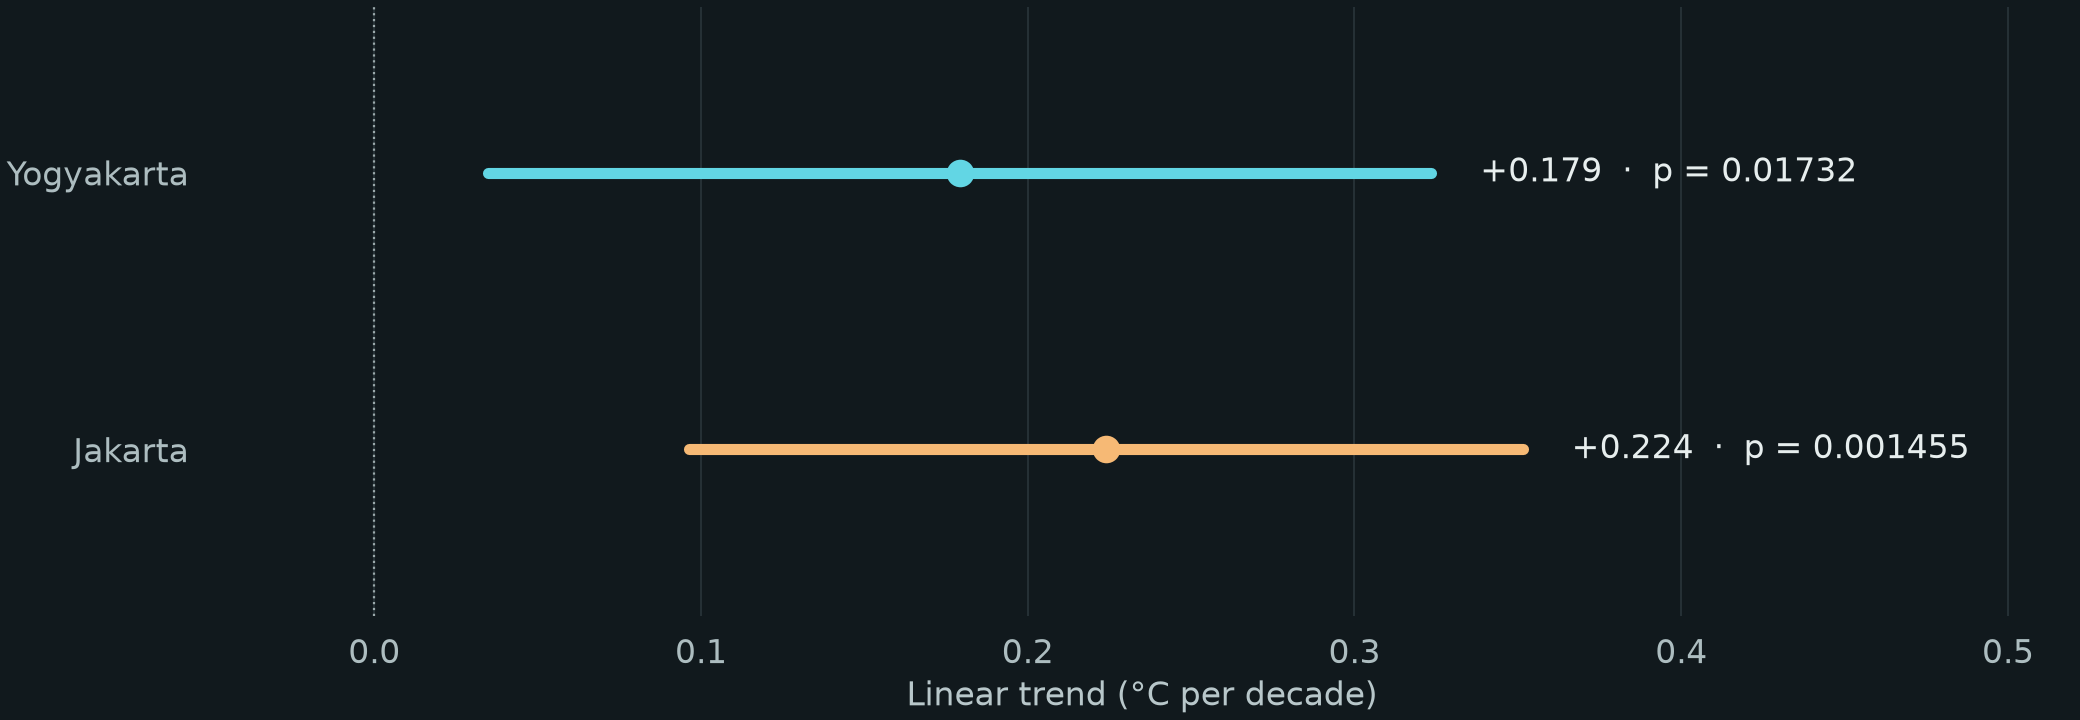 Yogyakarta
+0.179 · p = 0.01732
Jakarta
+0.224 · p = 0.001455
0.0 0.1 0.2 0.3 0.4 0.5
Linear trend (°C per decade)